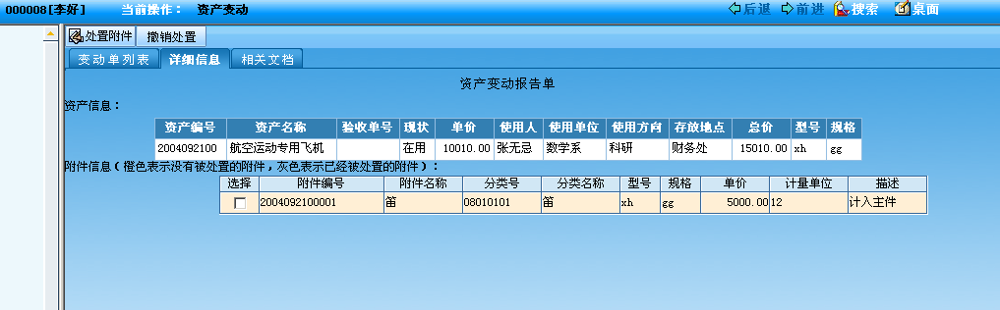 000008[李好] 当前操作： 资产变动 后退 前进 搜索 桌面
处置附件 撤销处置
变动单列表 详细信息 相关文档
资产变动报告单
资产信息：
资产编号 资产名称 验收单号 现状 单价 使用人 使用单位 使用方向 存放地点 总价 型号 规格
2004092100 航空运动专用飞机 在用 10010.00 张无忌 数学系 科研 财务处 15010.00 xh gg
附件信息（橙色表示没有被处置的附件，灰色表示已经被处置的附件）：
选择 附件编号 附件名称 分类号 分类名称 型号 规格 单价 计量单位 描述
2004092100001 笛 08010101 笛 xh gg 5000.00 12 计入主件